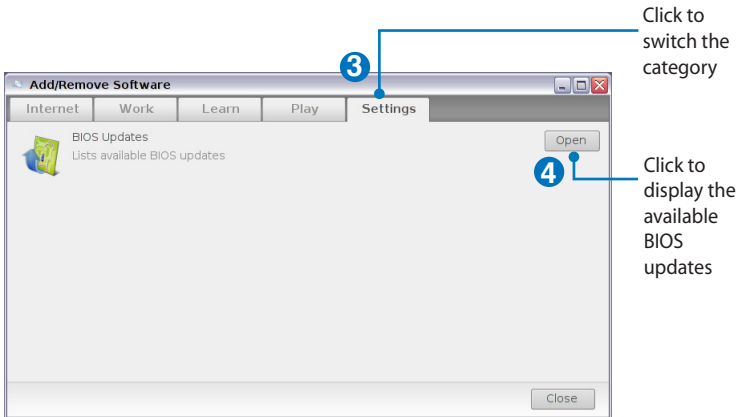 Click to
switch the
category
3
Add/Remove Software
Internet Work Learn Play Settings
BIOS Updates
Lists available BIOS updates
Open
4
Click to
display the
available
BIOS
updates
Close